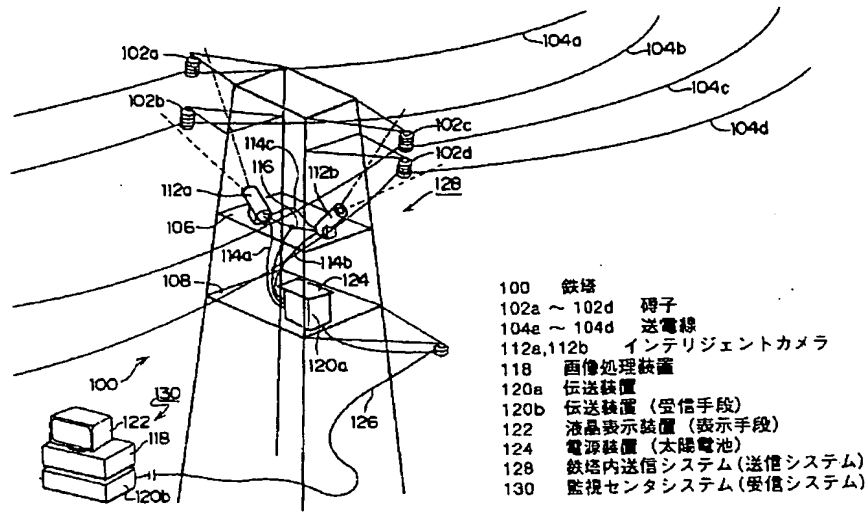 102a
104a
104b
102b
102c
104c
114c
102d
104d
116
112b
112a
128
106
114a
114b
124
108
120a
100
130
126
122
118
120b
100 鉄塔
102a ～ 102d 碍子
104a ～ 104d 送電線
112a,112b インテリジェントカメラ
118 画像処理装置
120a 伝送装置
120b 伝送装置 (受信手段)
122 液晶表示装置 (表示手段)
124 電源装置 (太陽電池)
128 鉄塔内送信システム (送信システム)
130 監視センタシステム (受信システム)